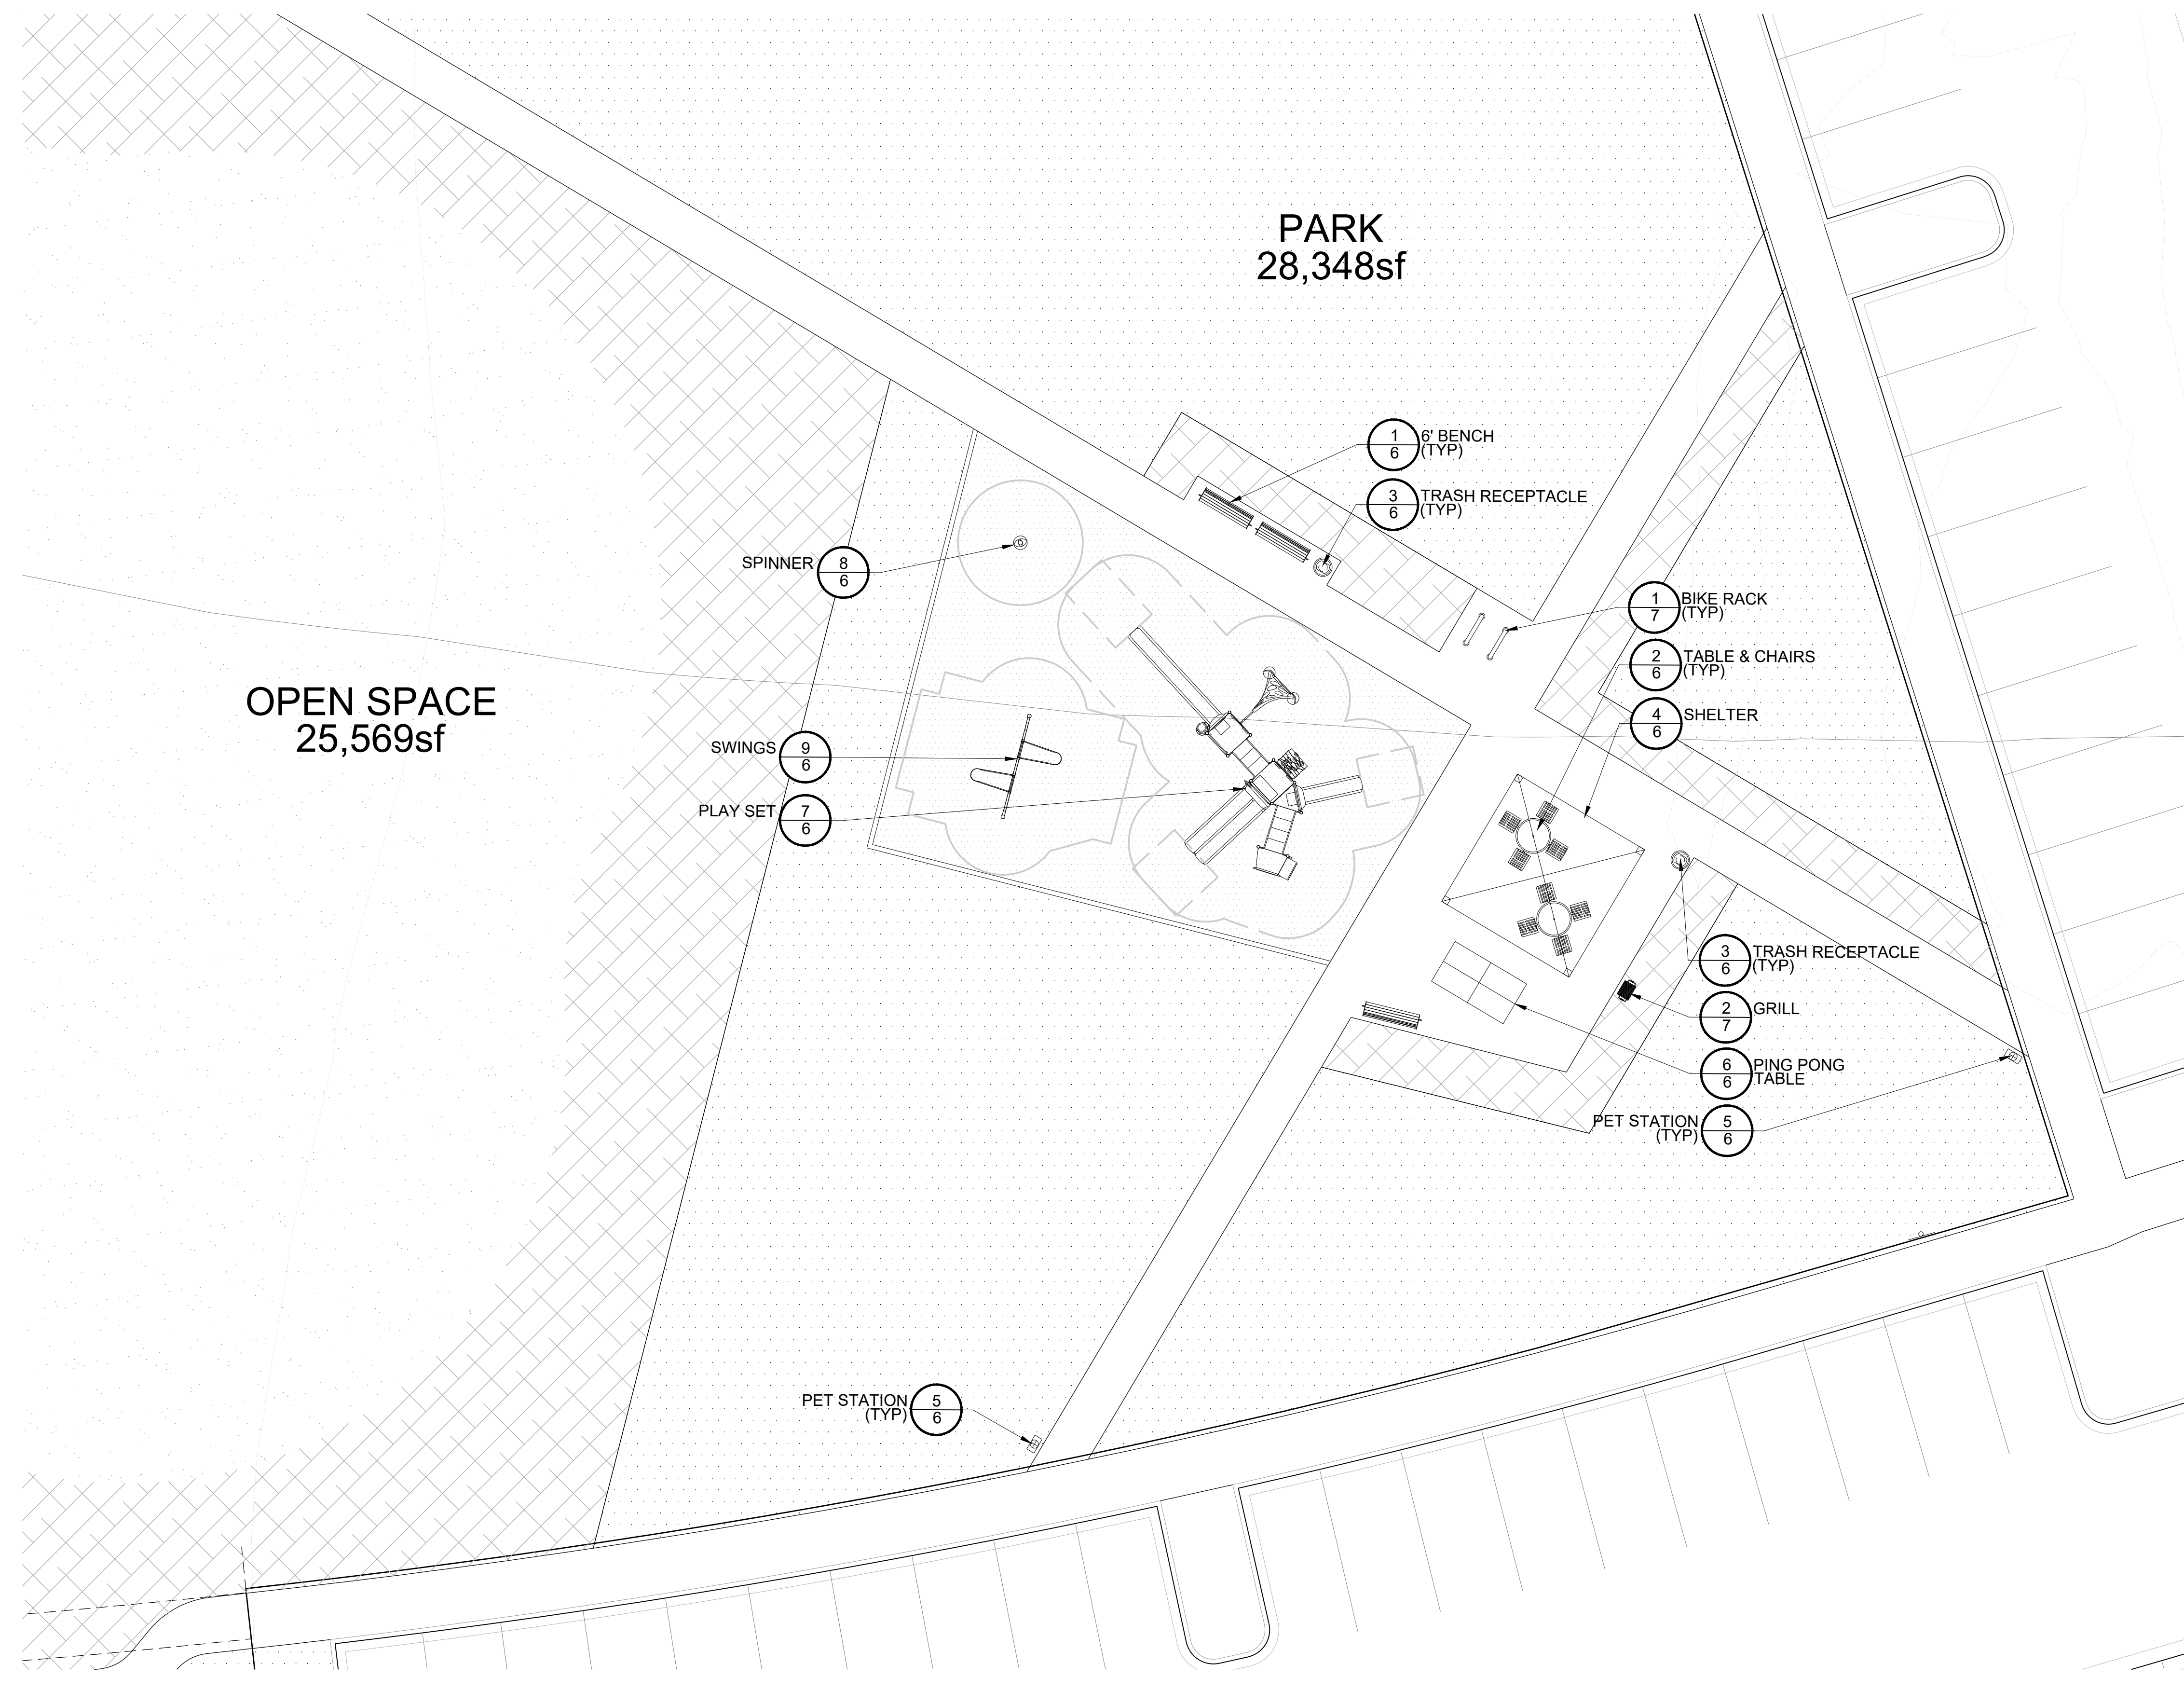 PARK
28,348sf
1
6
6' BENCH
(TYP)
3
6
TRASH RECEPTACLE
(TYP)
SPINNER
8
6
1
7
BIKE RACK
(TYP)
2
6
TABLE & CHAIRS
(TYP)
4
6
SHELTER
OPEN SPACE
25,569sf
SWINGS
9
6
PLAY SET
7
6
3
6
TRASH RECEPTACLE
(TYP)
2
7
GRILL
6
6
PING PONG
TABLE
PET STATION
(TYP)
5
6
PET STATION
(TYP)
5
6